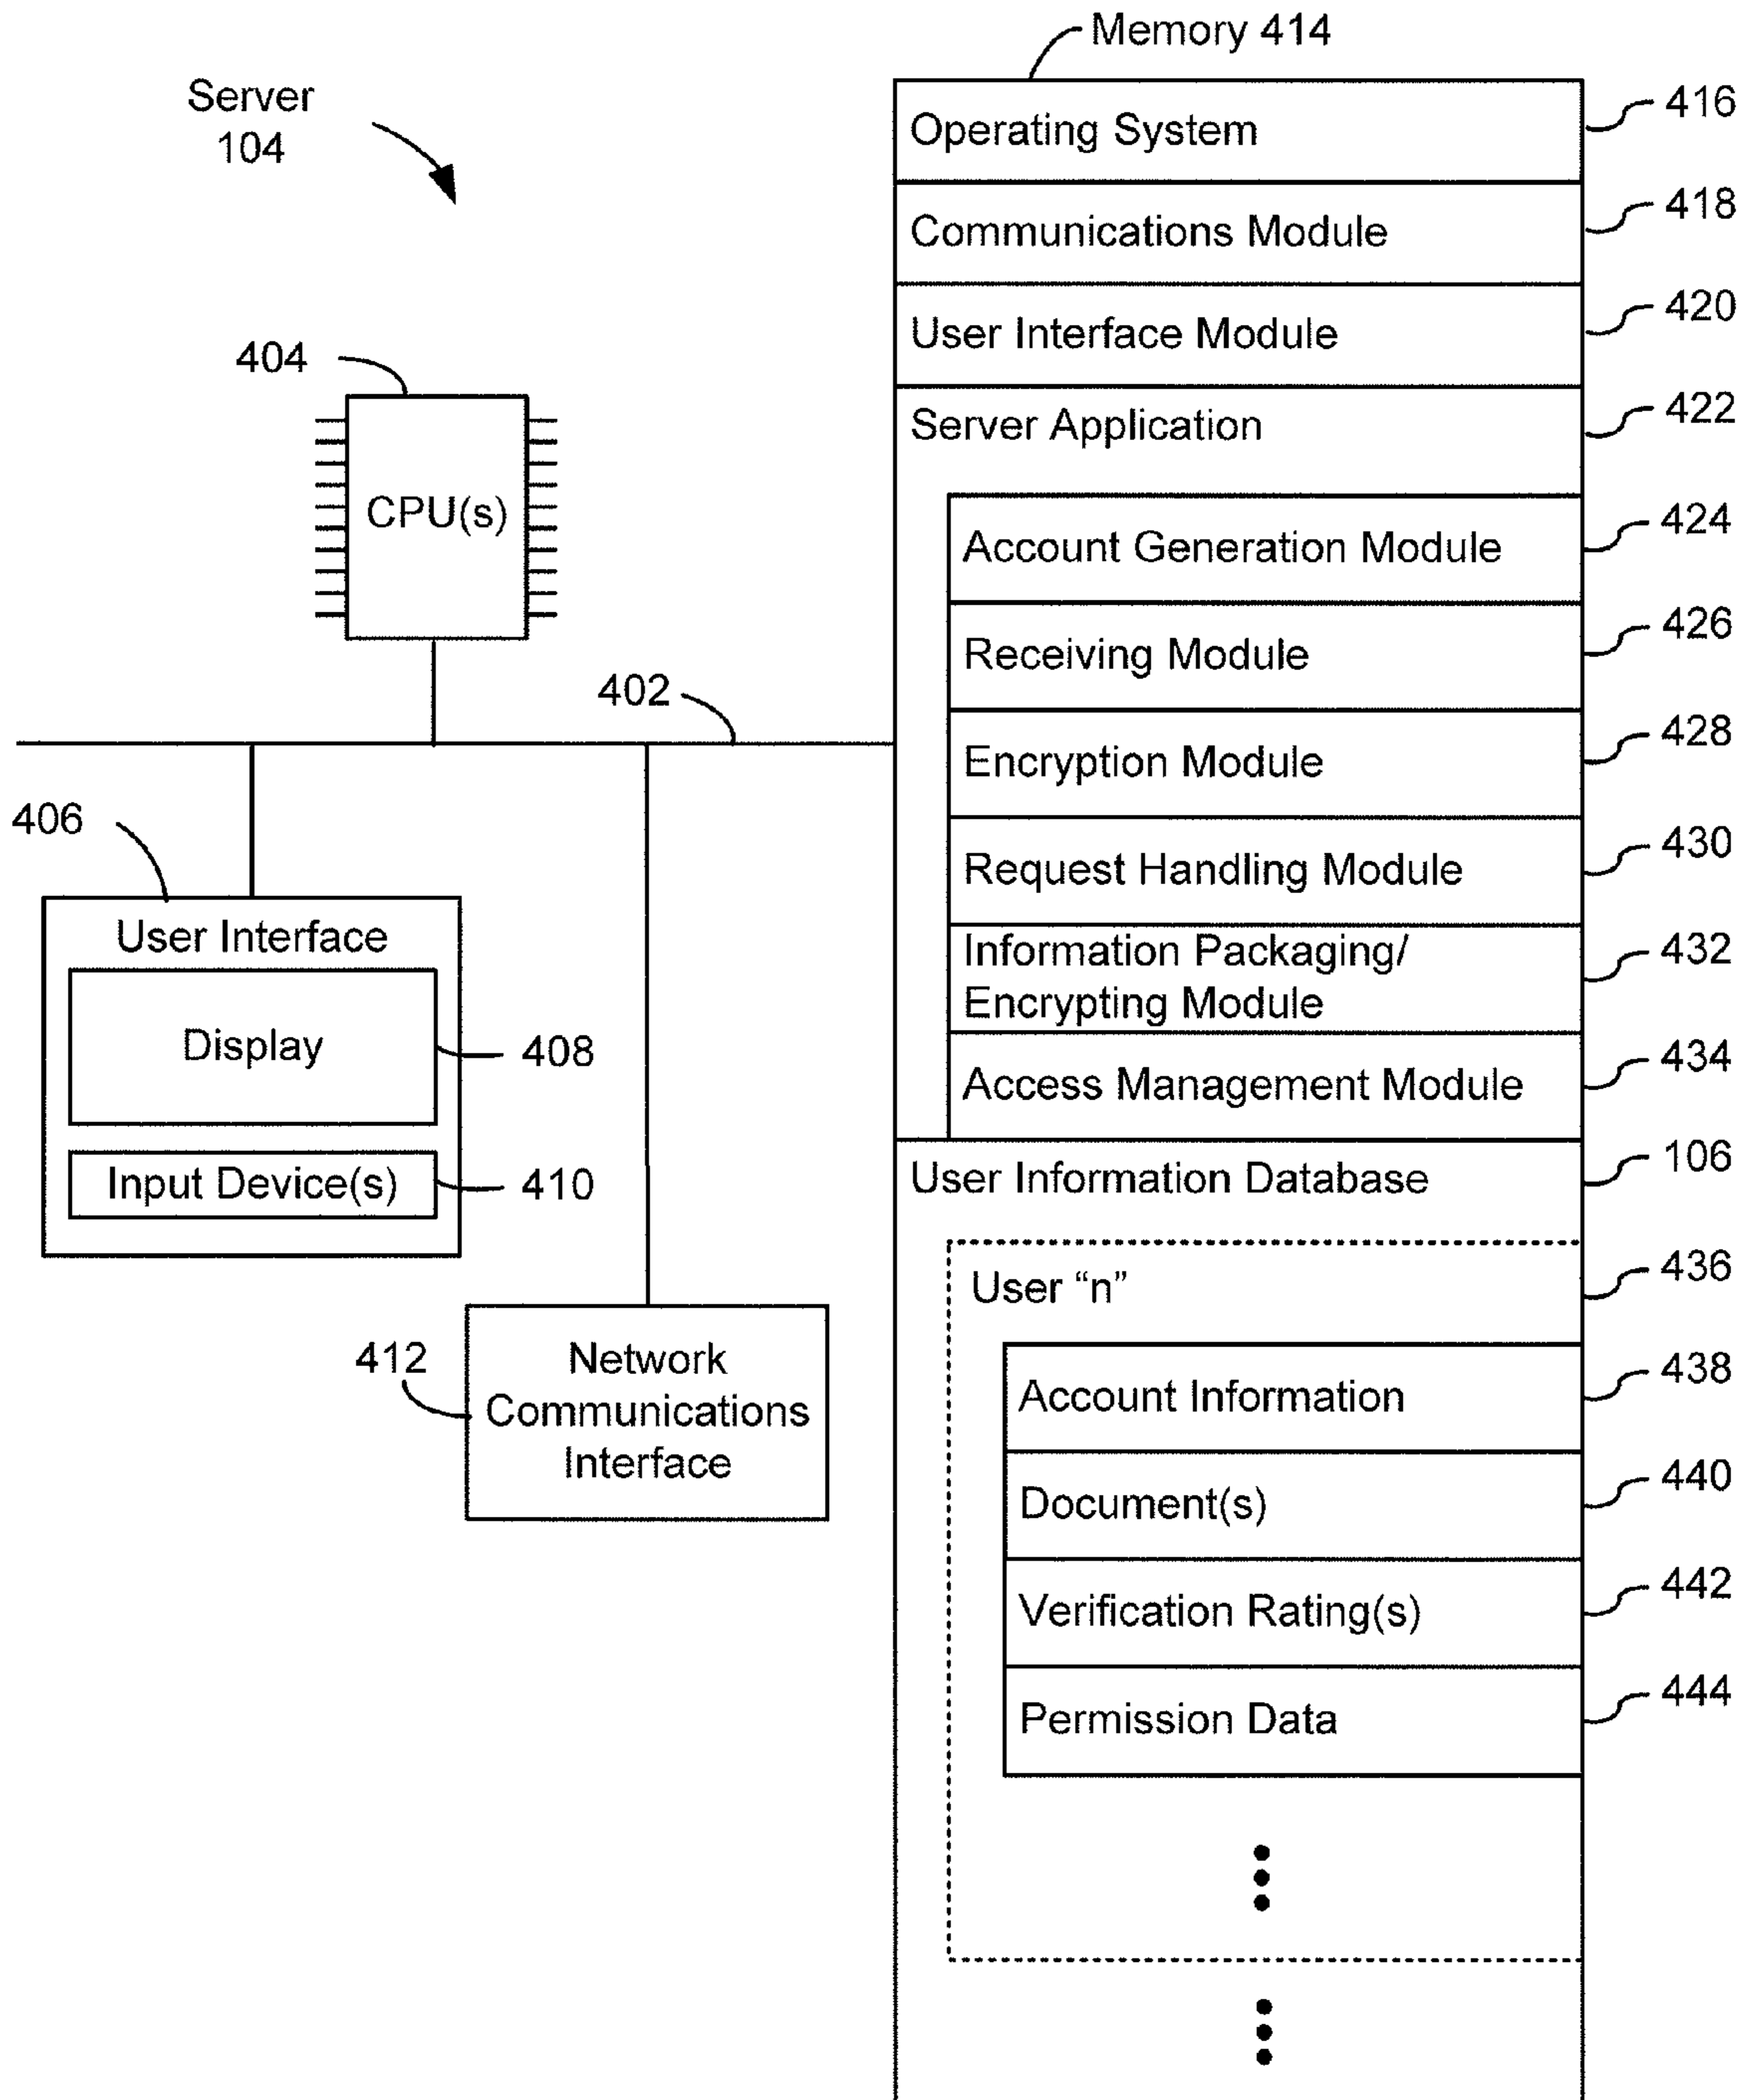 Server
104
404
CPU(s)
402
406
User Interface
Display
408
Input Device(s)
410
412
Network
Communications
Interface
Memory 414
Operating System
416
Communications Module
418
User Interface Module
420
Server Application
422
Account Generation Module
424
Receiving Module
426
Encryption Module
428
Request Handling Module
430
Information Packaging/
Encrypting Module
432
Access Management Module
434
User Information Database
106
User “n”
436
Account Information
438
Document(s)
440
Verification Rating(s)
442
Permission Data
444